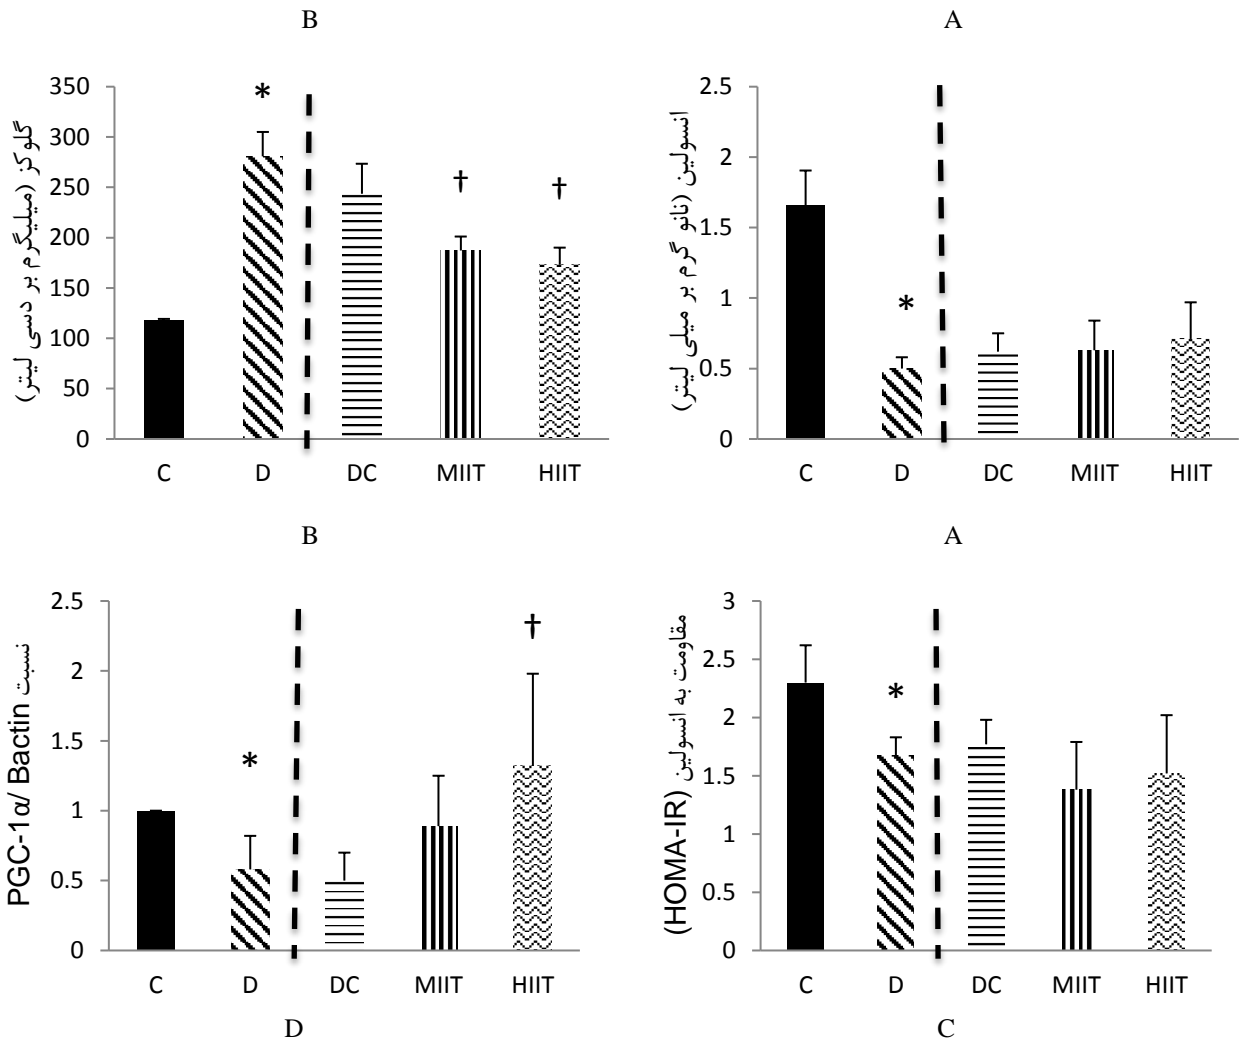 B
A
350
300
250
200
150
100
50
0
گلوکز (میلیگرم بر دسی لیتر)
*
†
†
C D DC MIIT HIIT
2.5
2
1.5
1
0.5
0
انسولین (نانو گرم بر میلی لیتر)
*
C D DC MIIT HIIT
B
A
2.5
2
1.5
1
0.5
0
نسبت PGC-1α/ Bactin
*
†
C D DC MIIT HIIT
3
2.5
2
1.5
1
0.5
0
مقاومت به انسولین (HOMA-IR)
*
C D DC MIIT HIIT
D
C